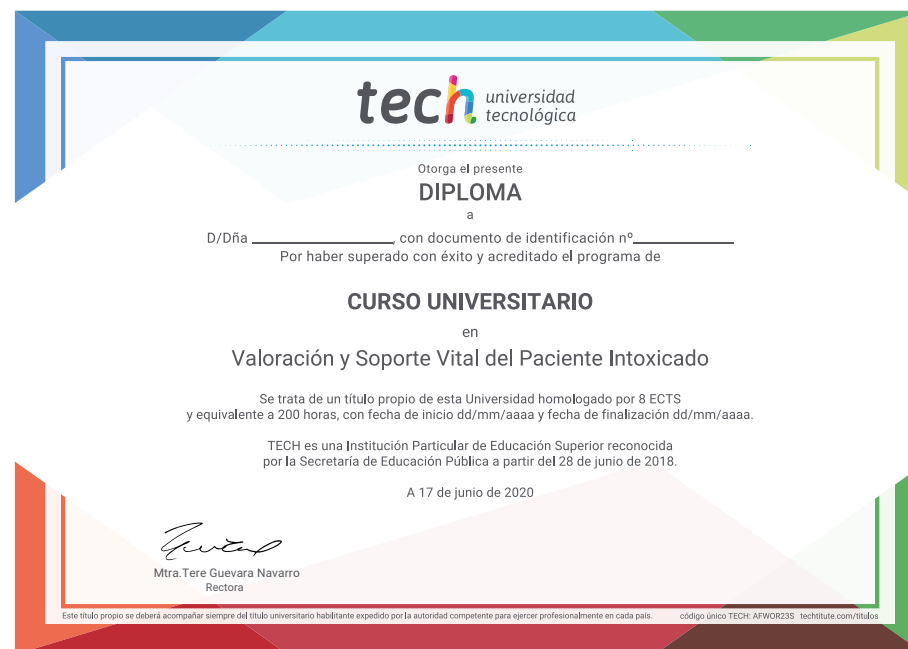 tech universidad
tecnológica
Otorga el presente
DIPLOMA
a
D/Dña ____________________, con documento de identificación nº______________
Por haber superado con éxito y acreditado el programa de
CURSO UNIVERSITARIO
en
Valoración y Soporte Vital del Paciente Intoxicado
Se trata de un título propio de esta Universidad homologado por 8 ECTS
y equivalente a 200 horas, con fecha de inicio dd/mm/aaaa y fecha de finalización dd/mm/aaaa.
TECH es una Institución Particular de Educación Superior reconocida
por la Secretaría de Educación Pública a partir del 28 de junio de 2018.
A 17 de junio de 2020
Mtra.Tere Guevara Navarro
Rectora
Este título propio se deberá acompañar siempre del título universitario habilitante expedido por la autoridad competente para ejercer profesionalmente en cada país. código único TECH: AFWOR23S techtitute.com/titulos